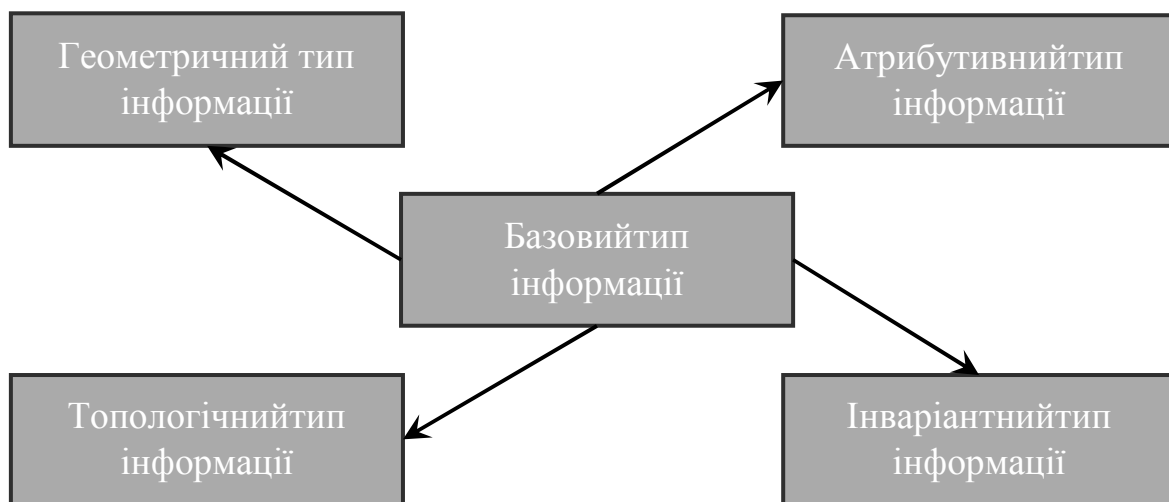 Геометричний тип
інформації
Атрибутивнийтип
інформації
Базовийтип
інформації
Топологічнийтип
інформації
Інваріантнийтип
інформації